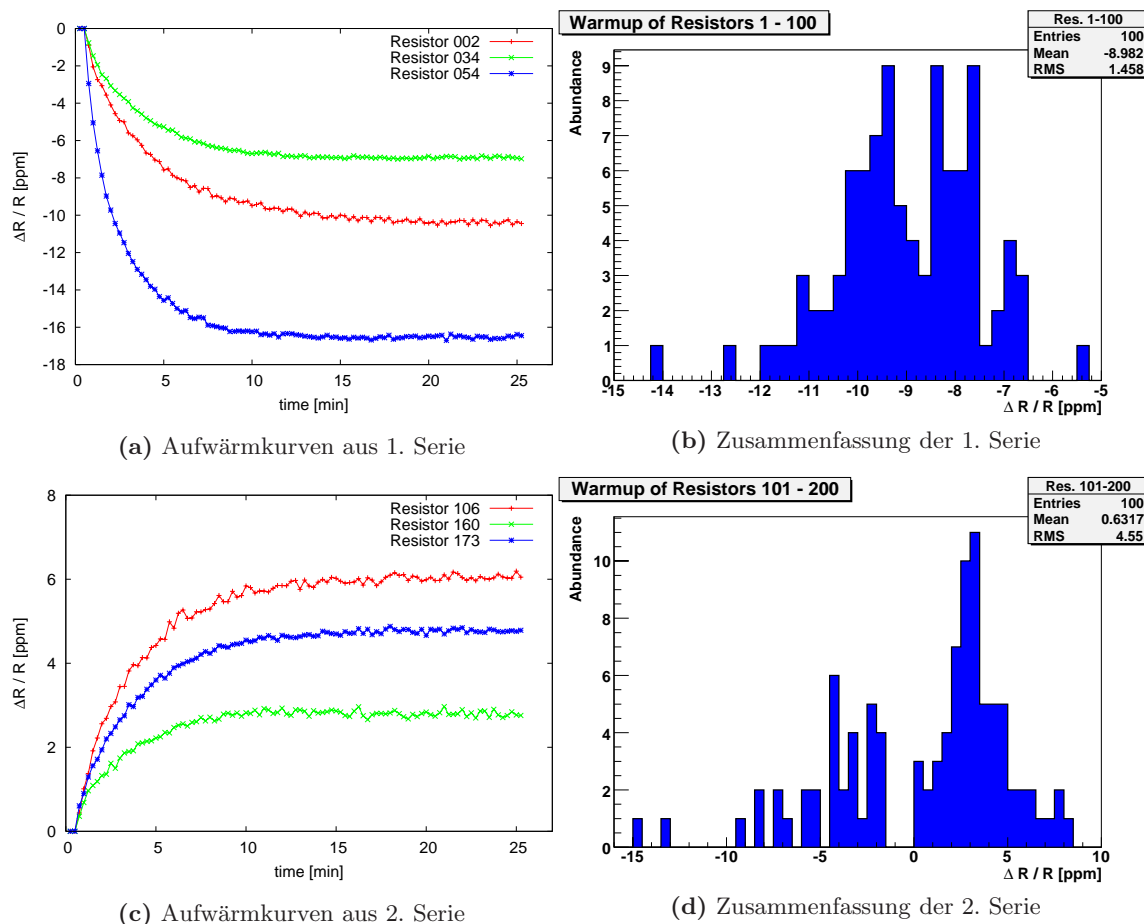 0
-2
-4
-6
-8
-10
-12
-14
-16
-18
0 5 10 15 20 25
ΔR / R [ppm]
time [min]
Resistor 002
Resistor 034
Resistor 054
(a) Aufwärmkurven aus 1. Serie
Warmup of Resistors 1 - 100
Res. 1-100
Entries 100
Mean -8.982
RMS 1.458
Abundance
9
8
7
6
5
4
3
2
1
0
-15 -14 -13 -12 -11 -10 -9 -8 -7 -6 -5
Δ R / R [ppm]
(b) Zusammenfassung der 1. Serie
8
6
4
2
0
0 5 10 15 20 25
ΔR / R [ppm]
time [min]
Resistor 106
Resistor 160
Resistor 173
(c) Aufwärmkurven aus 2. Serie
Warmup of Resistors 101 - 200
Res. 101-200
Entries 100
Mean 0.6317
RMS 4.55
Abundance
10
8
6
4
2
0
-15 -10 -5 0 5 10
Δ R / R [ppm]
(d) Zusammenfassung der 2. Serie